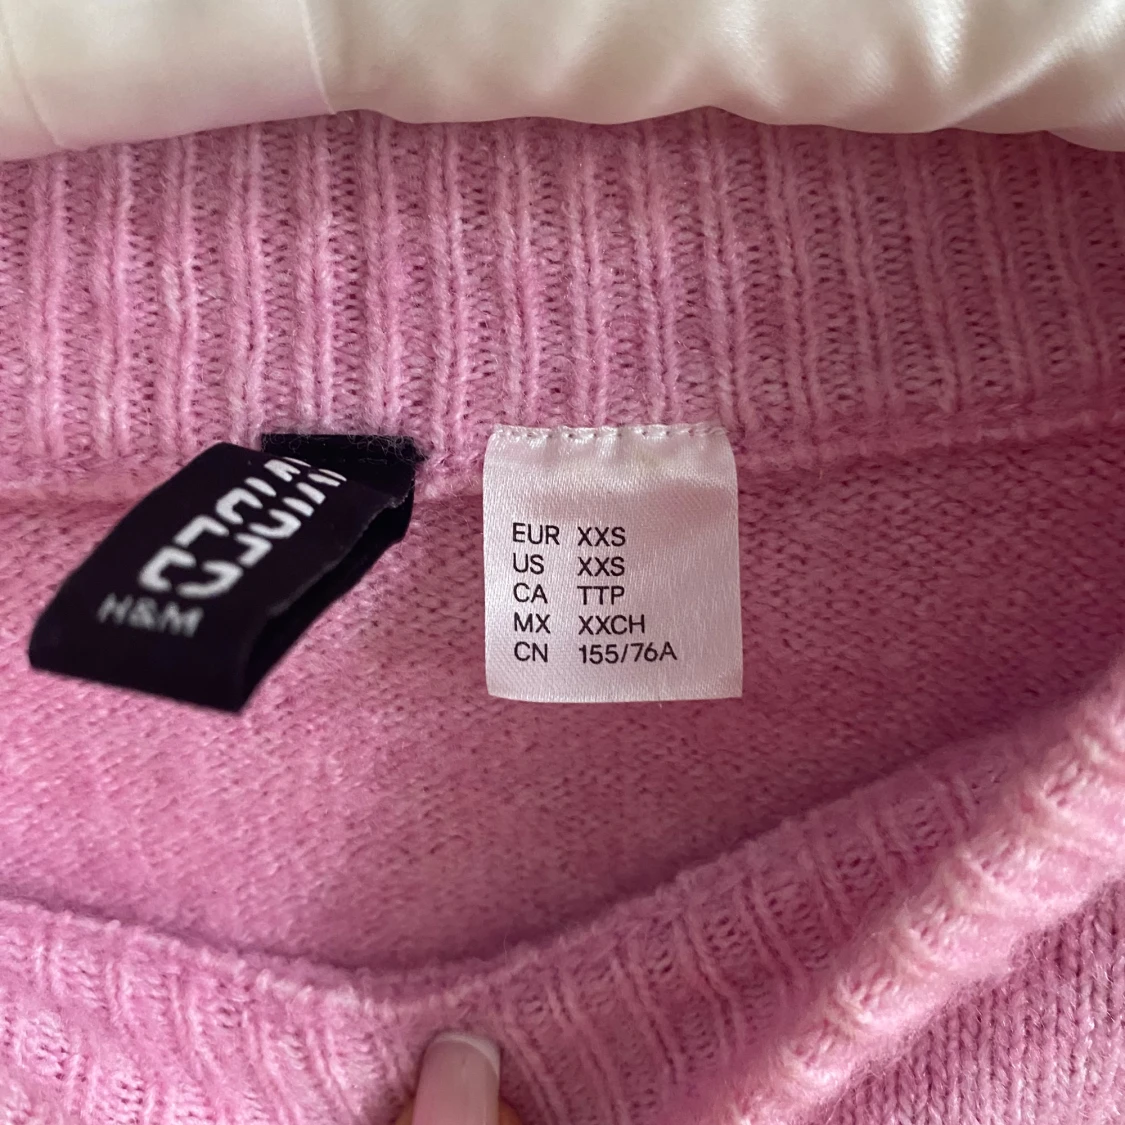 H&M
EUR XXS
US XXS
CA TTP
MX XXCH
CN 155/76A